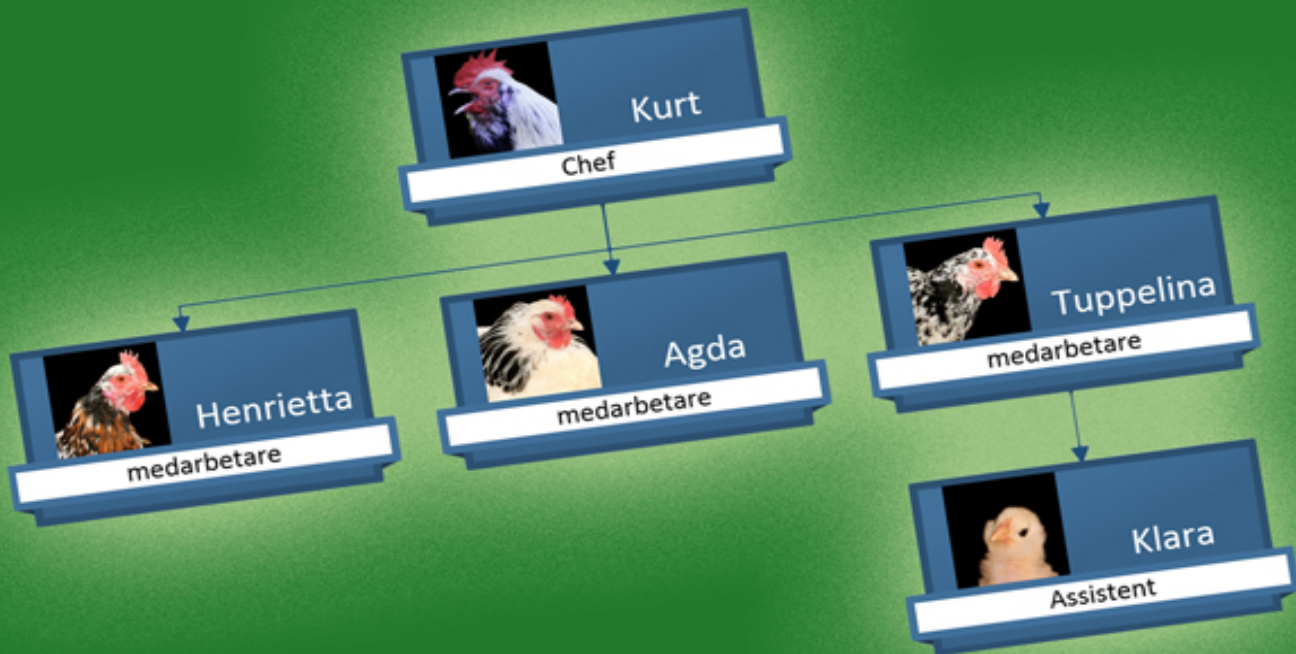 Kurt
Chef
Henrietta
medarbetare
Agda
medarbetare
Tuppelina
medarbetare
Klara
Assistent